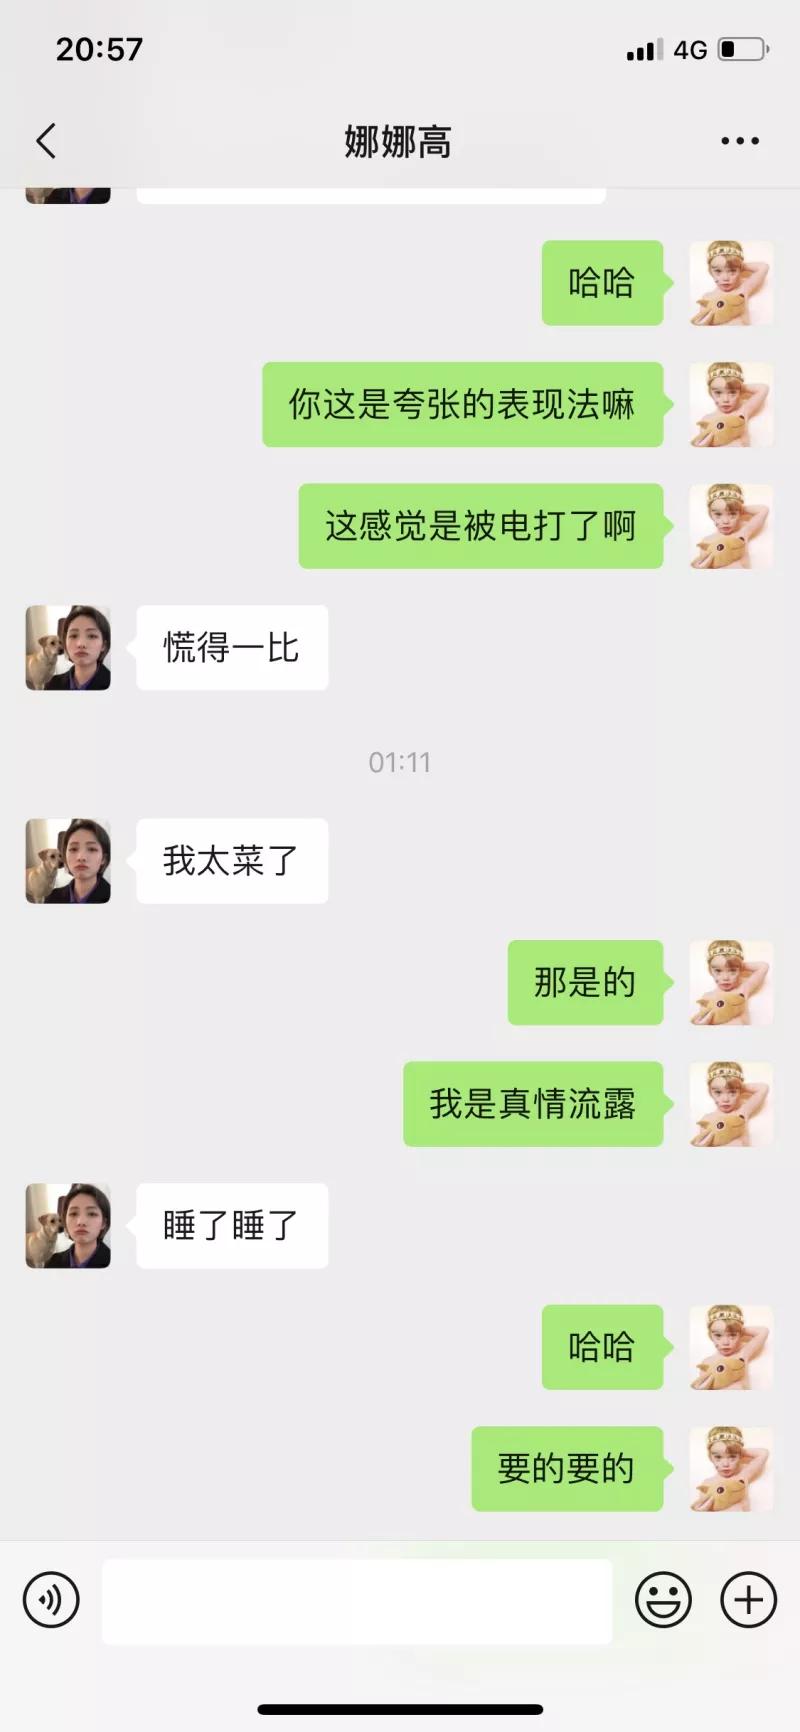 20:57
4G
娜娜高
哈哈
你这是夸张的表现法嘛
这感觉是被电打了啊
慌得一比
01:11
我太菜了
那是的
我是真情流露
睡了睡了
哈哈
要的要的